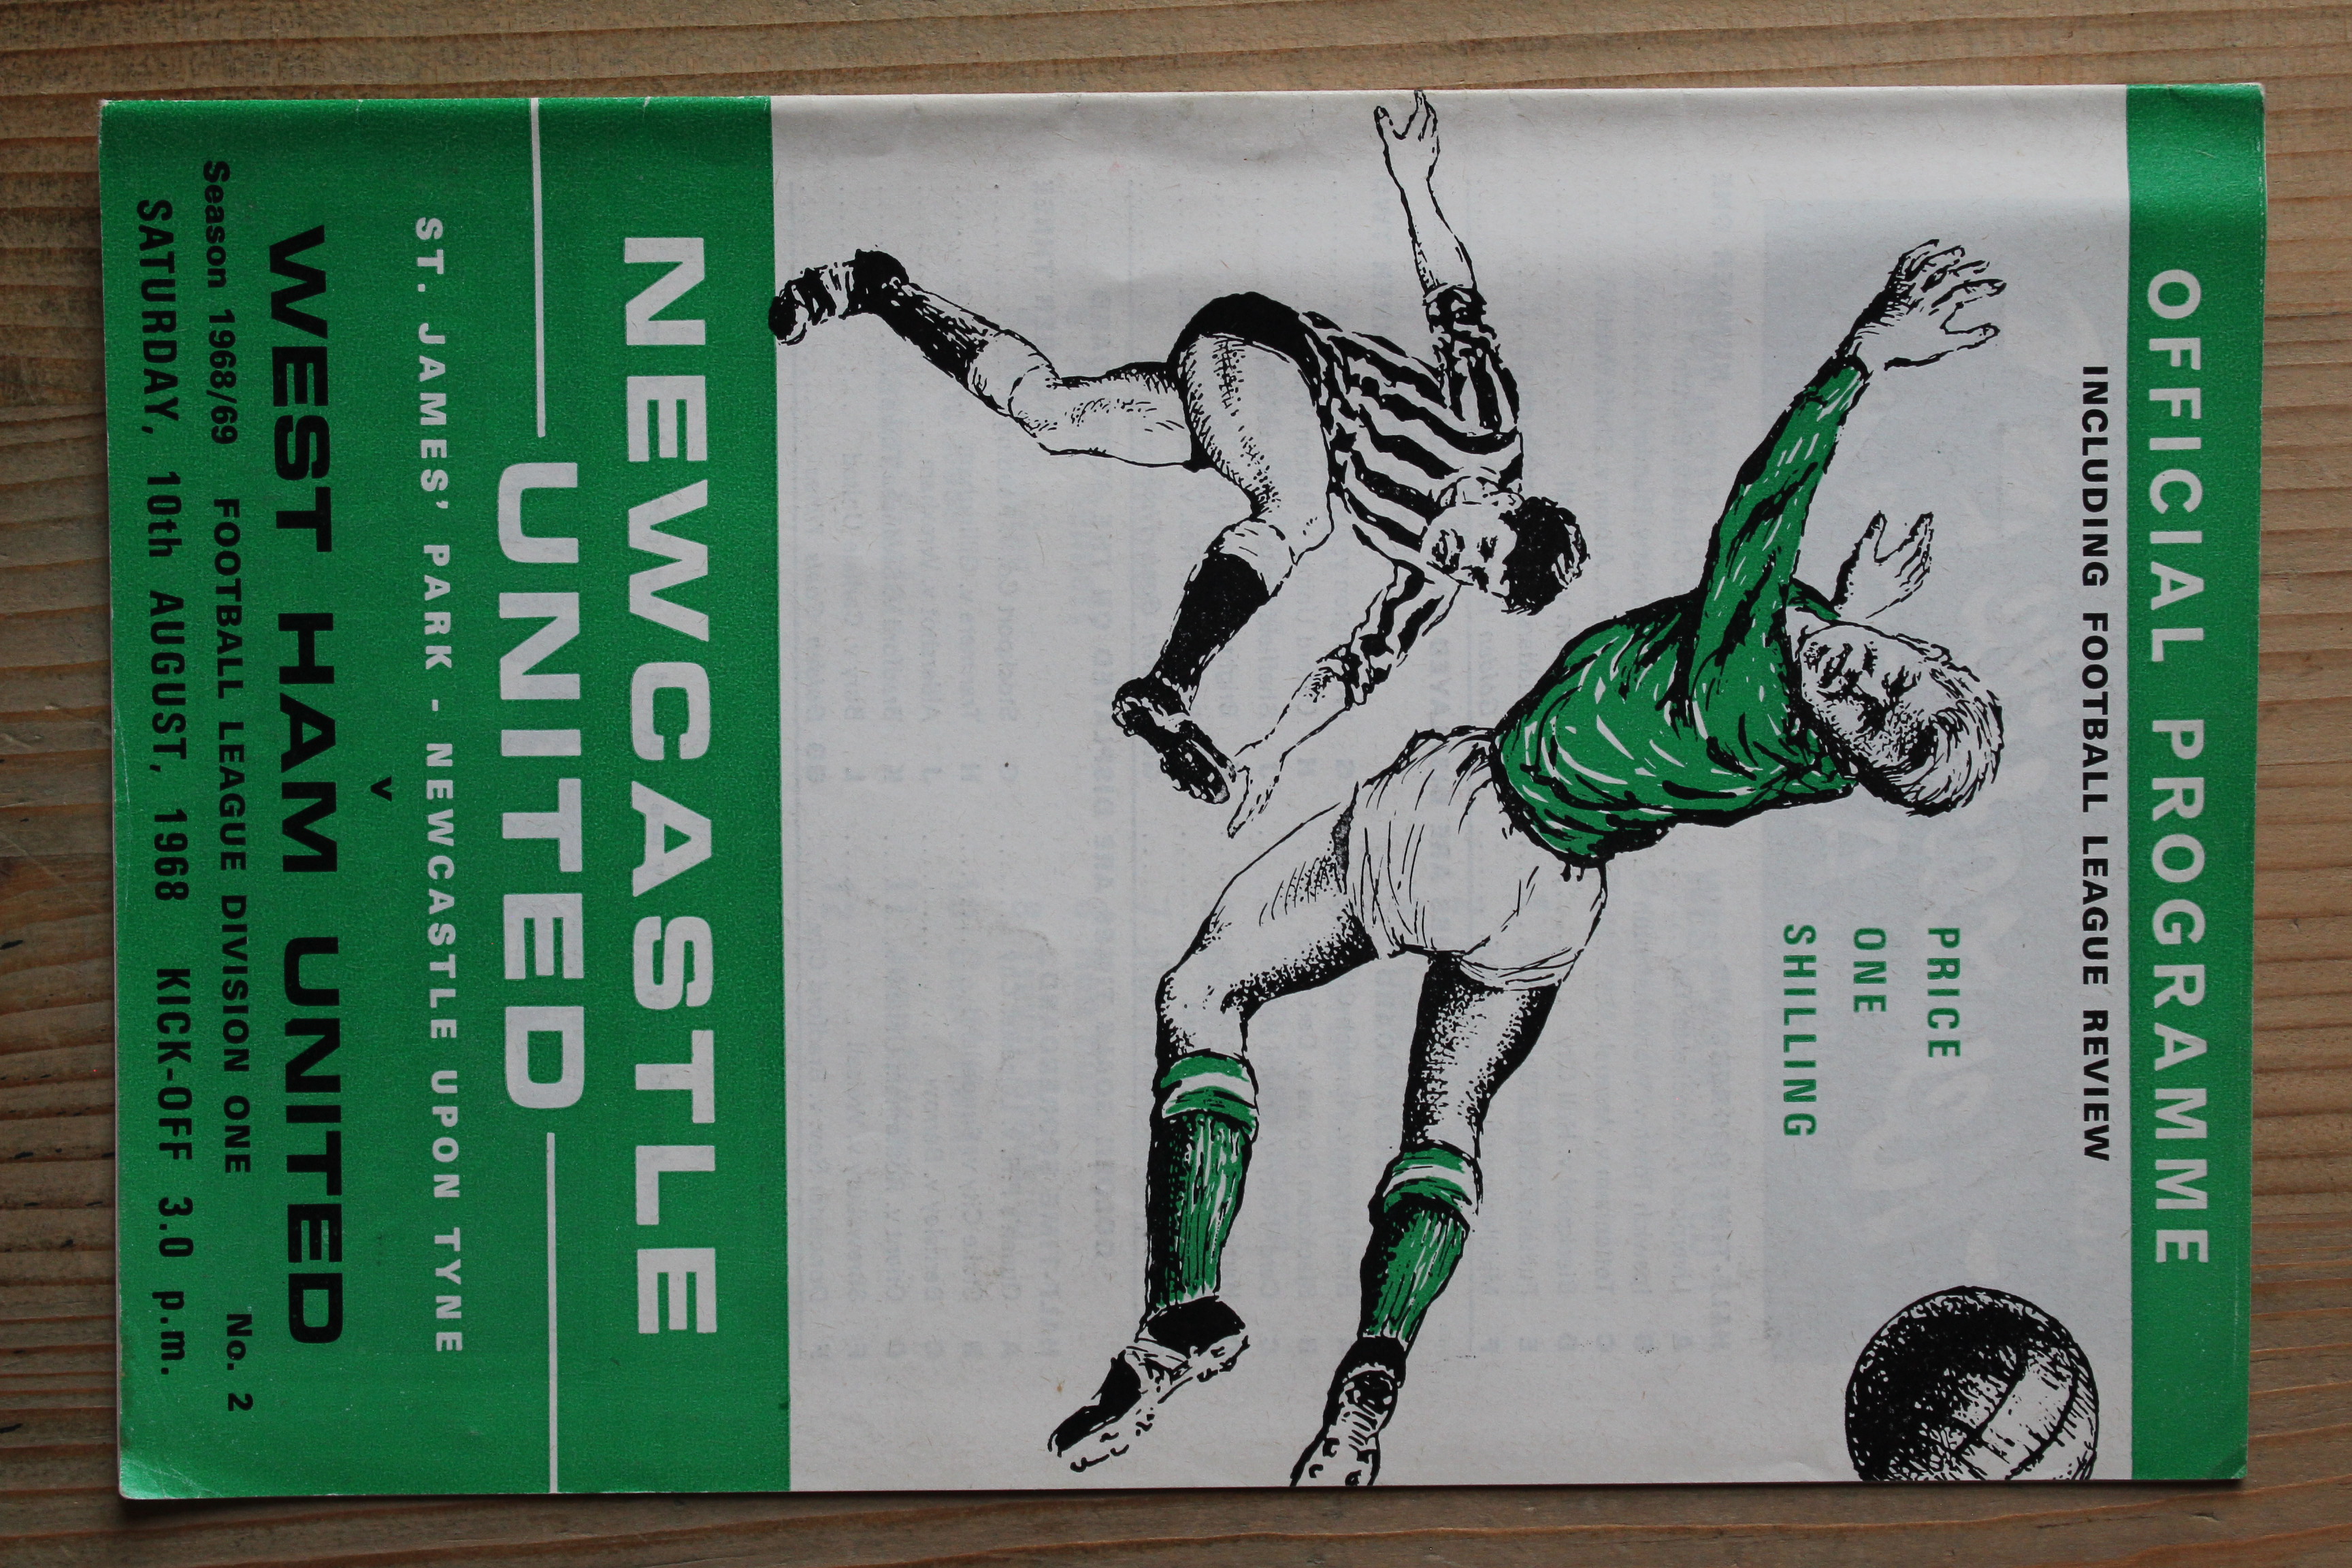 OFFICIAL PROGRAMME
INCLUDING FOOTBALL LEAGUE REVIEW
PRICE
ONE
SHILLING
NEWCASTLE
UNITED
ST. JAMES' PARK - NEWCASTLE UPON TYNE
v
WEST HAM UNITED
Season 1968/69 FOOTBALL LEAGUE DIVISION ONE No. 2
SATURDAY, 10th AUGUST, 1968 KICK-OFF 3.0 p.m.